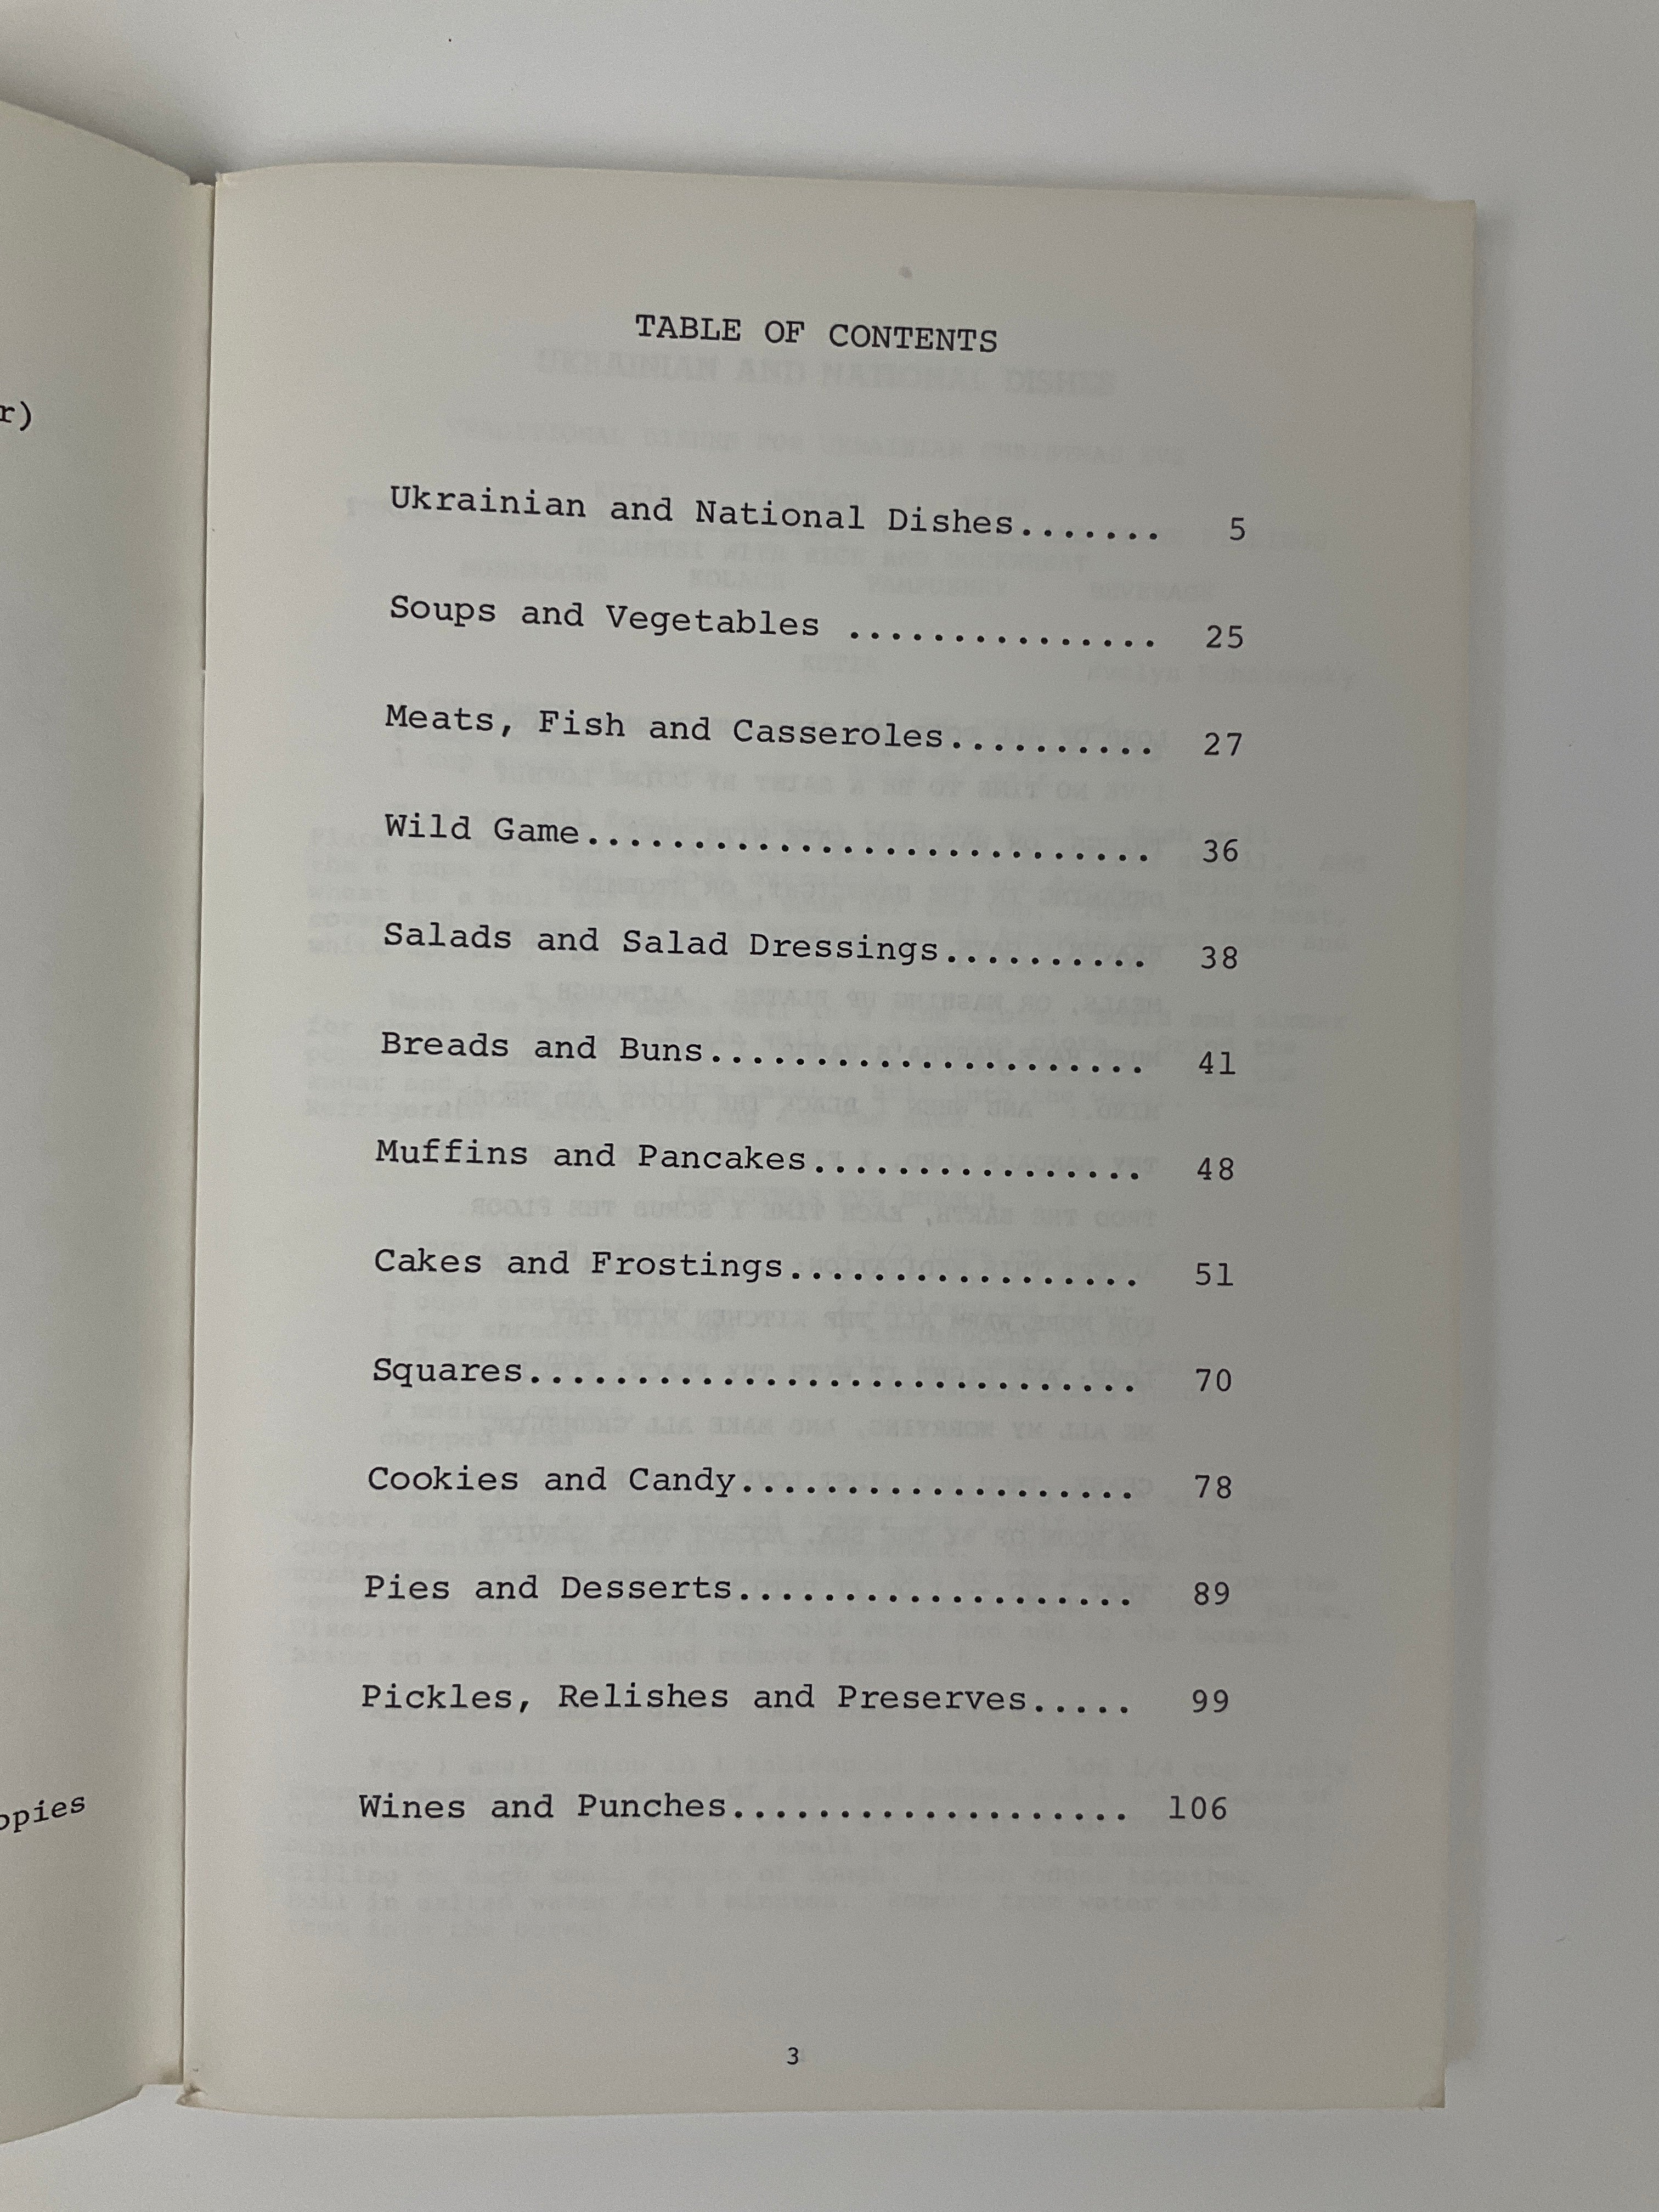 r)
opies
TABLE OF CONTENTS
Ukrainian and National Dishes....... 5
Soups and Vegetables ............... 25
Meats, Fish and Casseroles.......... 27
Wild Game........................... 36
Salads and Salad Dressings.......... 38
Breads and Buns..................... 41
Muffins and Pancakes................ 48
Cakes and Frostings................. 51
Squares............................. 70
Cookies and Candy................... 78
Pies and Desserts................... 89
Pickles, Relishes and Preserves..... 99
Wines and Punches................... 106
3